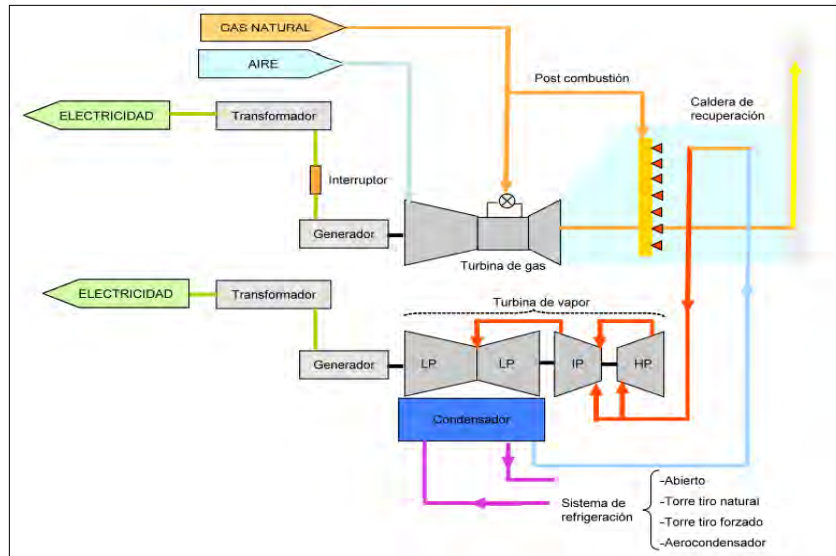 GAS NATURAL
AIRE
Post combustión
Caldera de
recuperación
ELECTRICIDAD
Transformador
Interruptor
Generador
Turbina de gas
ELECTRICIDAD
Transformador
Turbina de vapor
Generador
LP
LP
IP
HP
Condensador
Sistema de
refrigeración
-Abierto
-Torre tiro natural
-Torre tiro forzado
-Aerocondensador